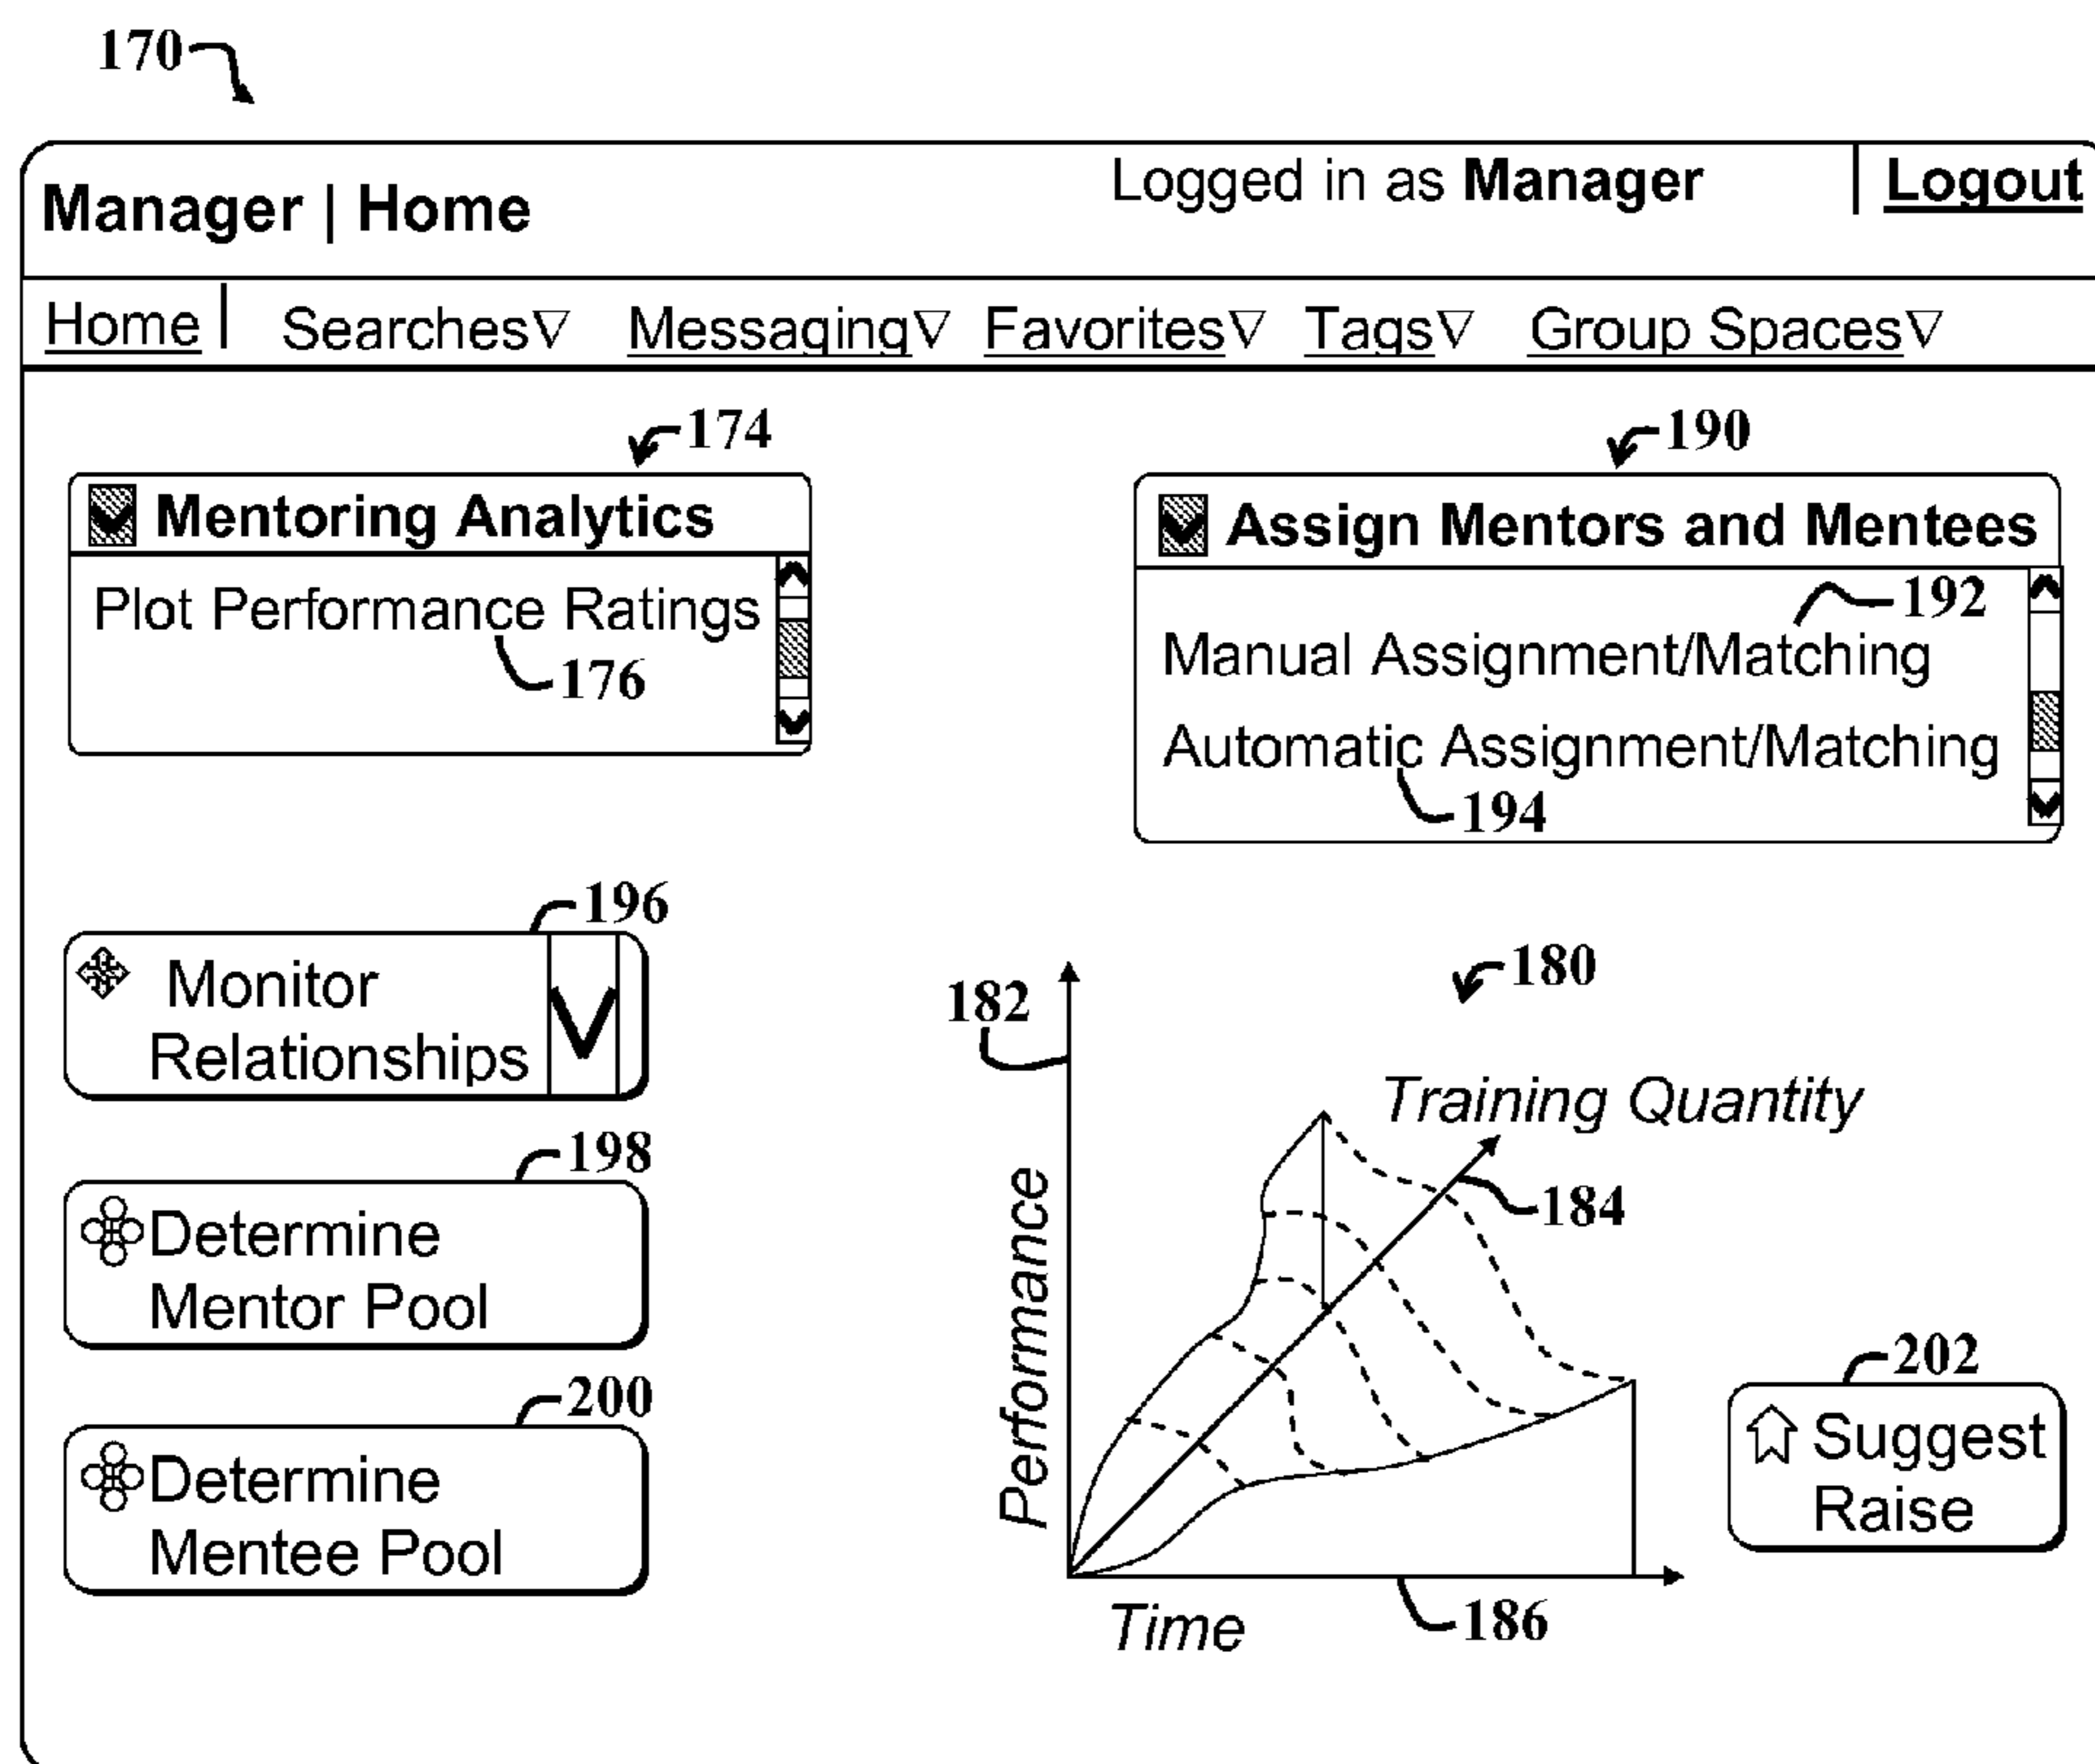 170
Manager | Home
Logged in as Manager | Logout
Home | Searches▽ Messaging▽ Favorites▽ Tags▽ Group Spaces▽
174
Mentoring Analytics
Plot Performance Ratings
176
190
Assign Mentors and Mentees
192
Manual Assignment/Matching
Automatic Assignment/Matching
194
196
Monitor
Relationships
198
Determine
Mentor Pool
200
Determine
Mentee Pool
180
182
Training Quantity
184
Performance
Time
186
202
Suggest
Raise